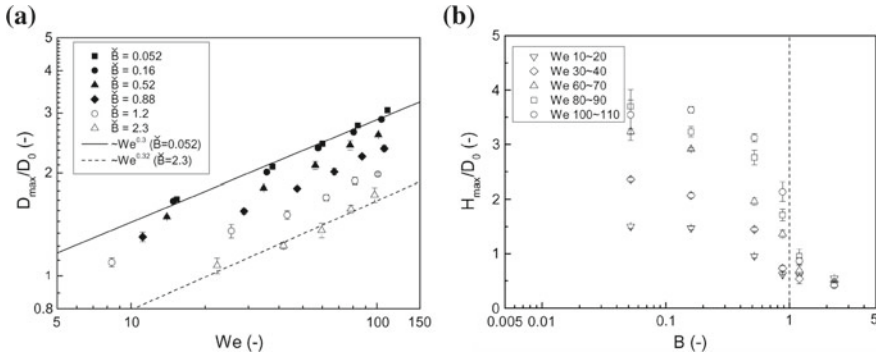 (a)
5
3
2
1
0.8
D_max/D_0 (-)
B̌ = 0.052
B̌ = 0.16
B̌ = 0.52
B̌ = 0.88
B̌ = 1.2
B̌ = 2.3
~We^0.3 (B̌=0.052)
~We^0.32 (B̌=2.3)
5 10 100 150
We (-)
(b)
5
4
3
2
1
0
H_max/D_0 (-)
We 10~20
We 30~40
We 60~70
We 80~90
We 100~110
0.005 0.01 0.1 1 5
B (-)